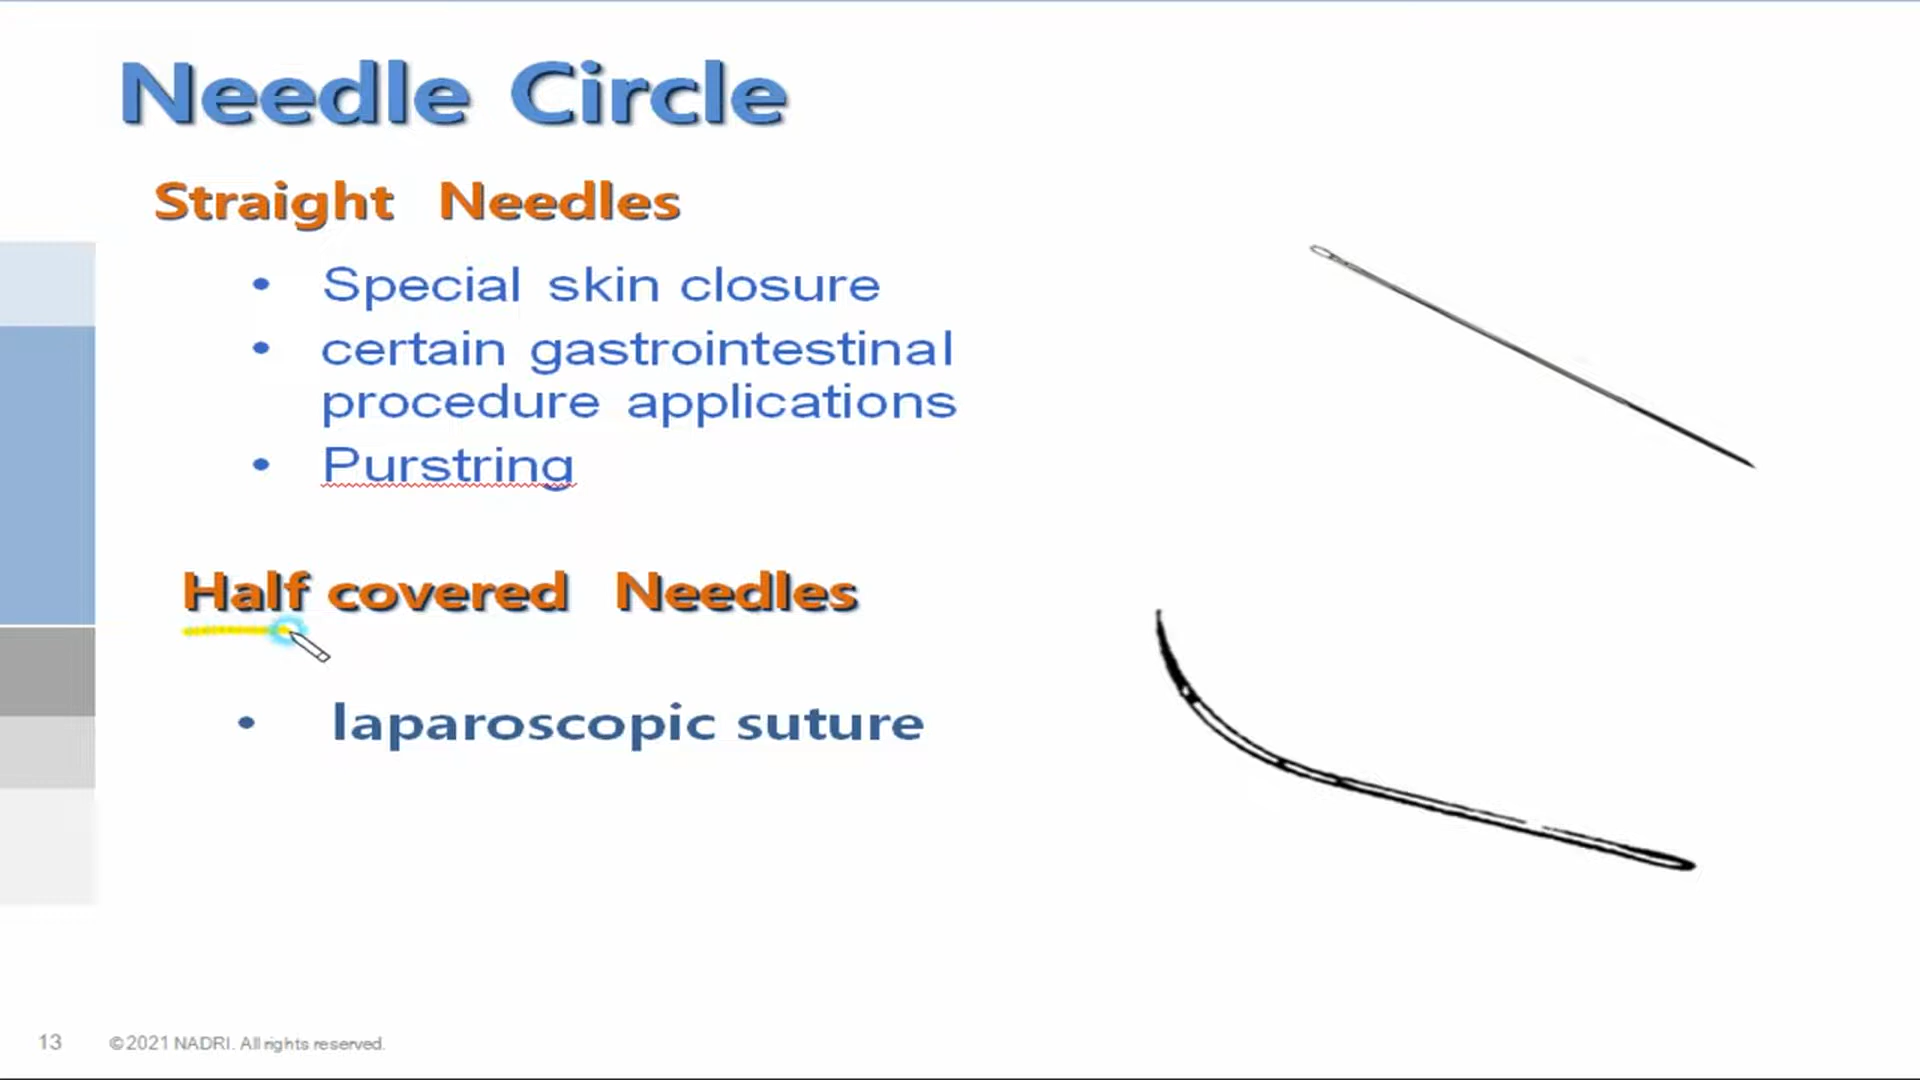 Needle Circle
Straight Needles
• Special skin closure
• certain gastrointestinal
procedure applications
• Purstring
Half covered Needles
• laparoscopic suture
13 ©2021 NADRI. All rights reserved.